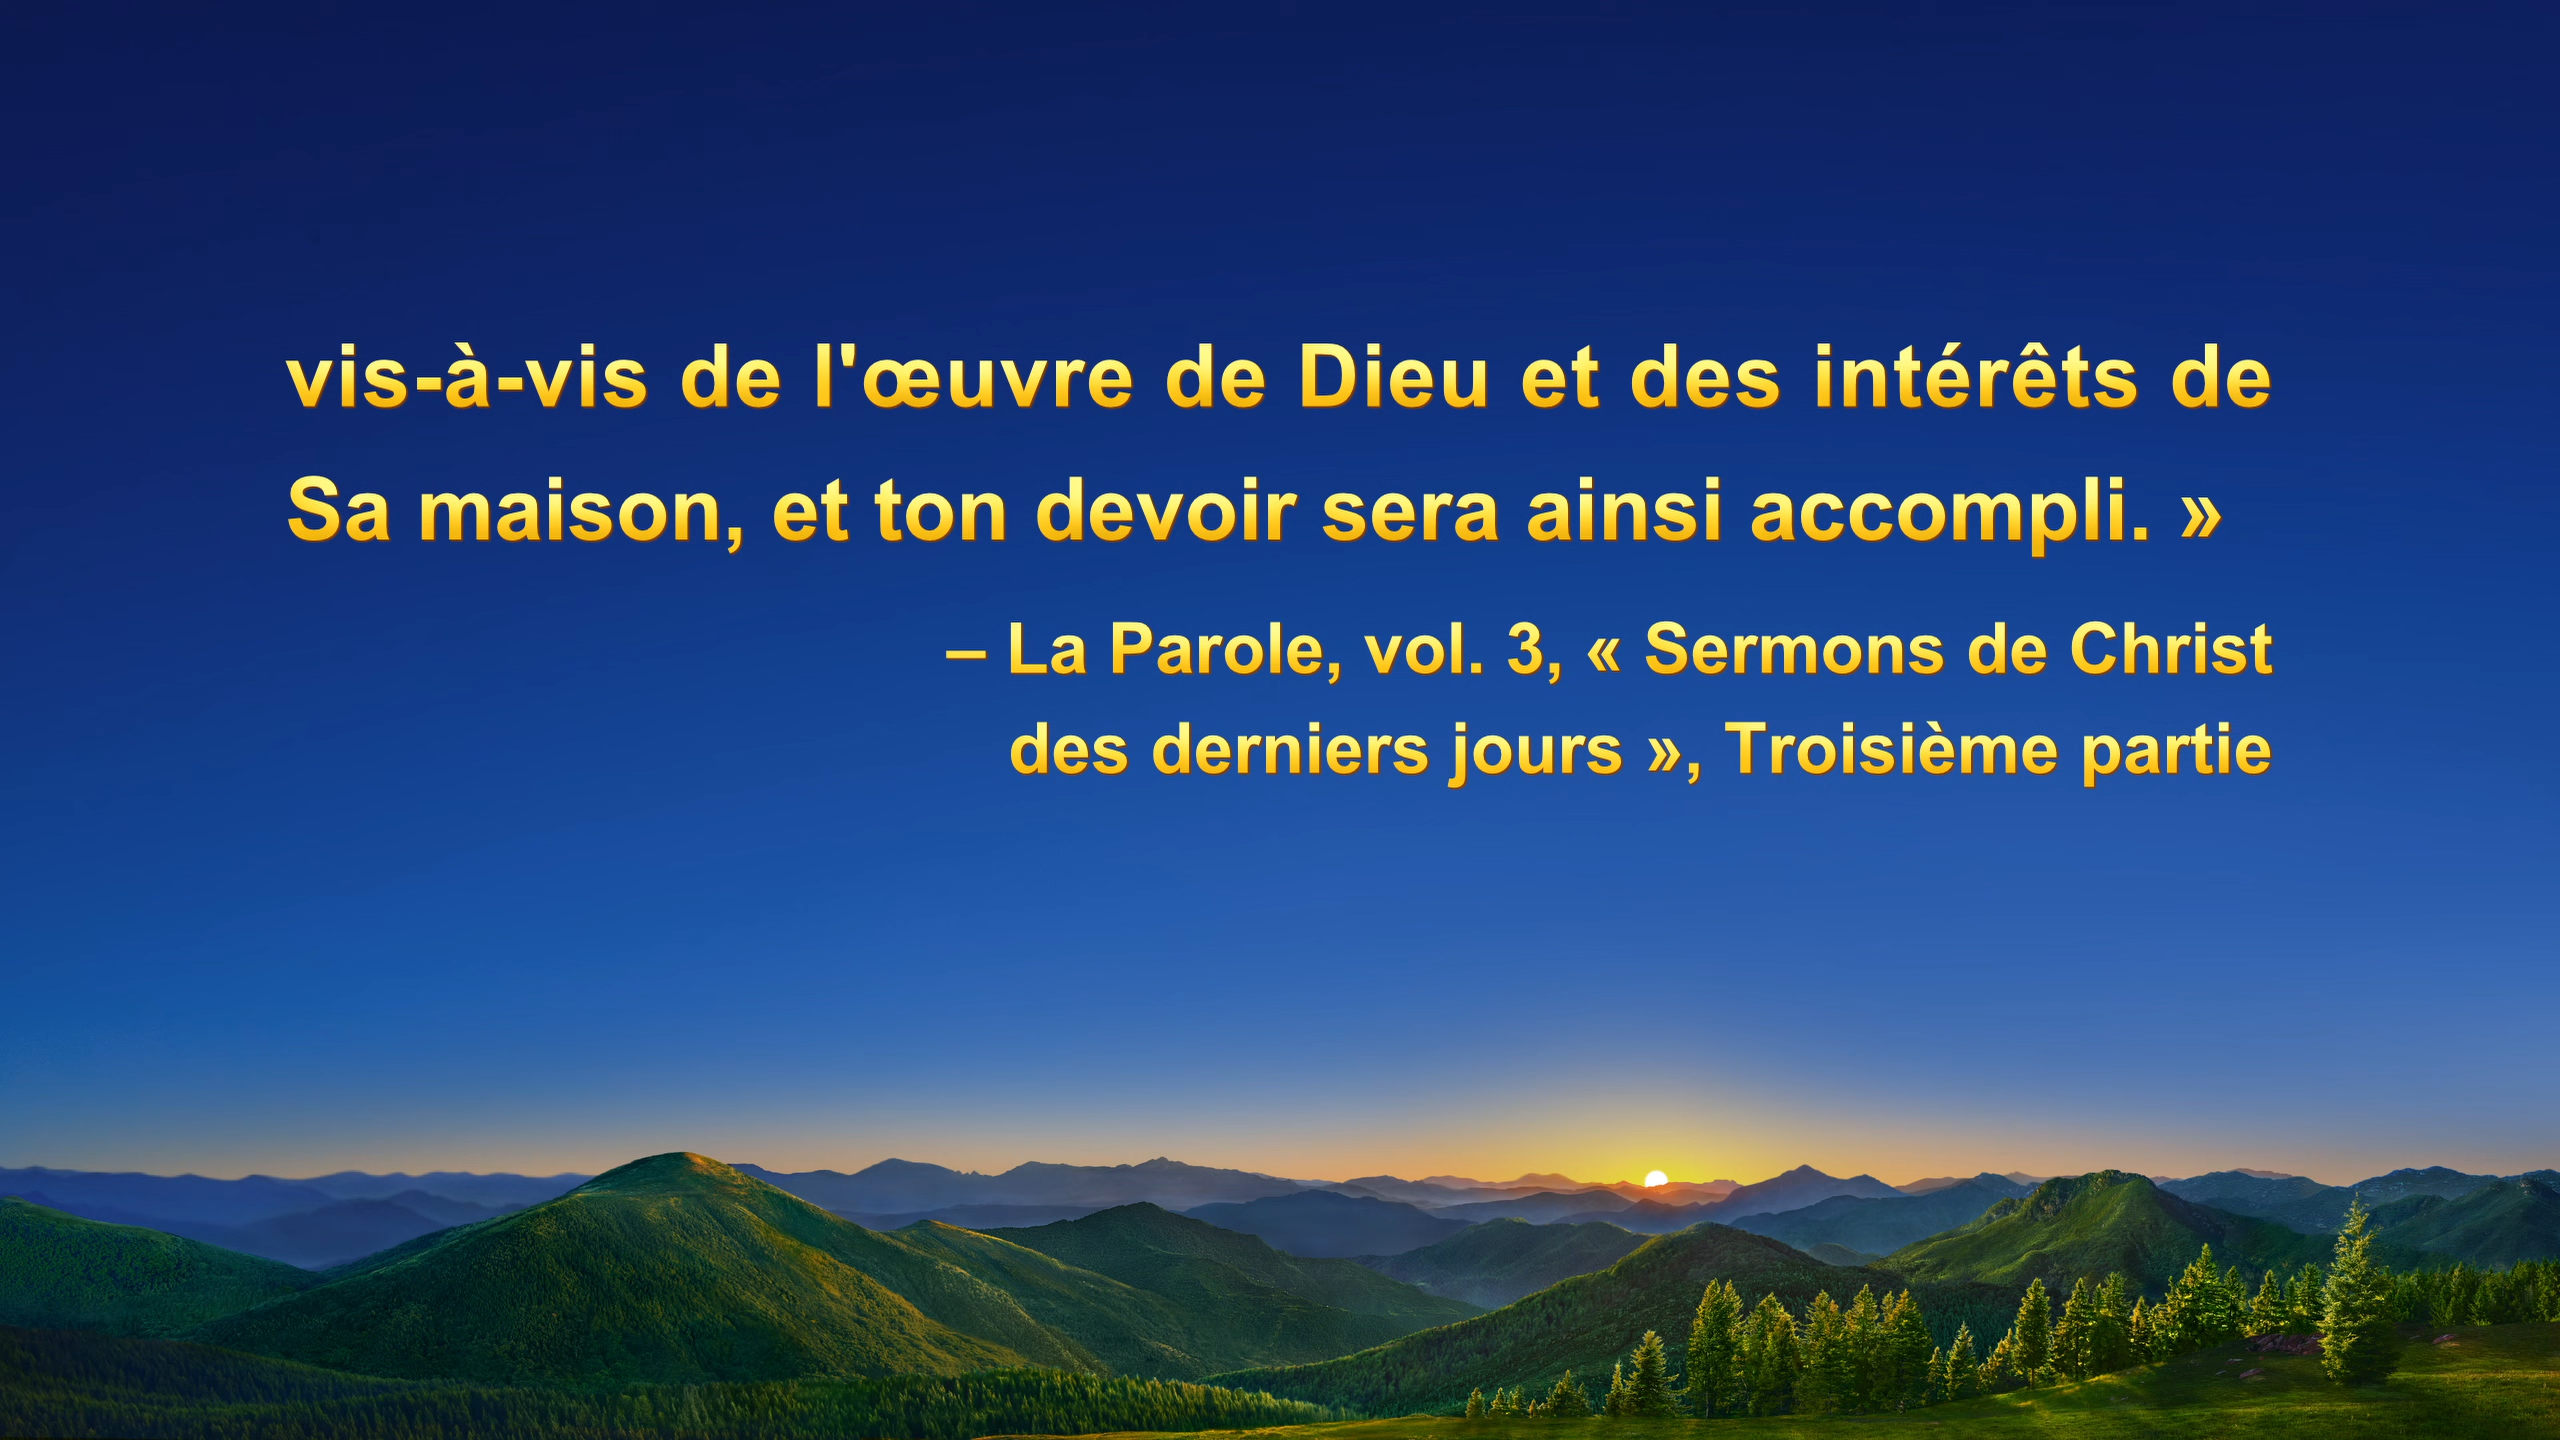 vis-à-vis de l'œuvre de Dieu et des intérêts de
Sa maison, et ton devoir sera ainsi accompli. »
– La Parole, vol. 3, « Sermons de Christ
des derniers jours », Troisième partie